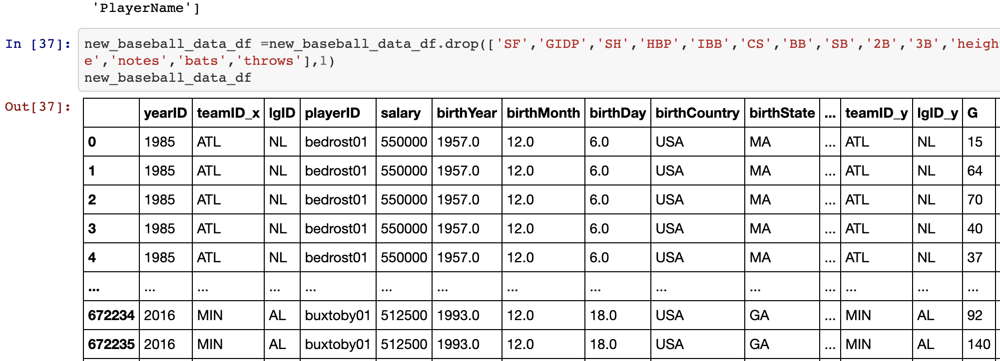 'PlayerName']
In [37]: new_baseball_data_df =new_baseball_data_df.drop(['SF','GIDP','SH','HBP','IBB','CS','BB','SB','2B','3B','heigh
e','notes','bats','throws'],1)
new_baseball_data_df
Out[37]:
yearID teamID_x lgID playerID salary birthYear birthMonth birthDay birthCountry birthState ... teamID_y lgID_y G
0 1985 ATL NL bedrost01 550000 1957.0 12.0 6.0 USA MA ... ATL NL 15
1 1985 ATL NL bedrost01 550000 1957.0 12.0 6.0 USA MA ... ATL NL 64
2 1985 ATL NL bedrost01 550000 1957.0 12.0 6.0 USA MA ... ATL NL 70
3 1985 ATL NL bedrost01 550000 1957.0 12.0 6.0 USA MA ... ATL NL 40
4 1985 ATL NL bedrost01 550000 1957.0 12.0 6.0 USA MA ... ATL NL 37
... ... ... ... ... ... ... ... ... ... ... ... ... ... ...
672234 2016 MIN AL buxtoby01 512500 1993.0 12.0 18.0 USA GA ... MIN AL 92
672235 2016 MIN AL buxtoby01 512500 1993.0 12.0 18.0 USA GA ... MIN AL 140